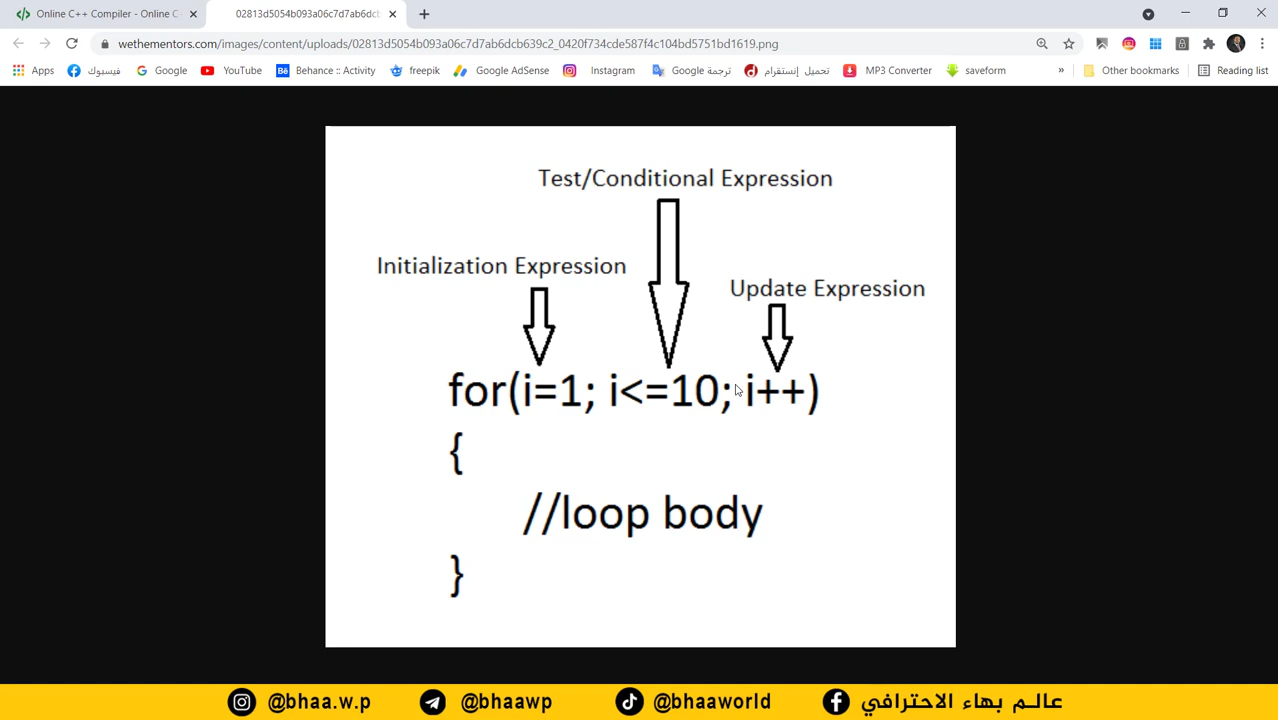 Online C++ Compiler - Online C
02813d5054b093a06c7d7ab6dcb
wethementors.com/images/content/uploads/02813d5054b093a06c7d7ab6dcb63bc2_0420f734cde587f4c104bd5751bd1619.png
Apps فيسبوك Google YouTube Behance :: Activity freepik Google AdSense Instagram ترجمة Google تحميل إنستقرام MP3 Converter saveform » Other bookmarks Reading list
Test/Conditional Expression
Initialization Expression
Update Expression
for(i=1; i<=10; i++)
{
//loop body
}
@bhaa.w.p @bhaawp @bhaaworld عالم بهاء الاحترافي